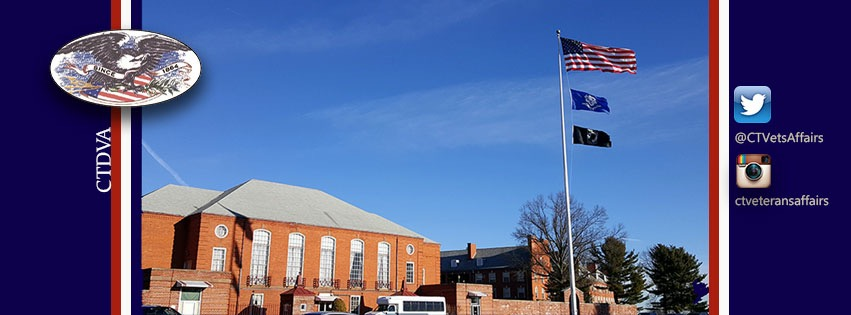 SINCE 1864
CTDVA
@CTVetsAffairs
ctveteransaffairs